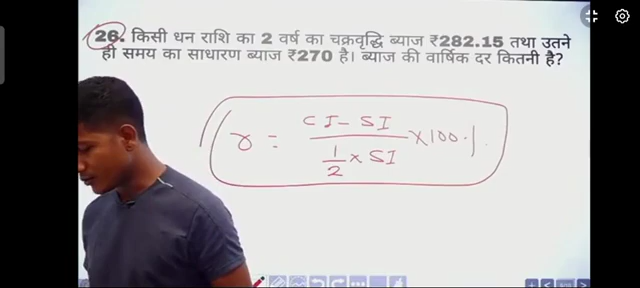 26. किसी धन राशि का 2 वर्ष का चक्रवृद्धि ब्याज ₹282.15 तथा उतने
ही समय का साधारण ब्याज ₹270 है। ब्याज की वार्षिक दर कितनी है?
r = CI - SI / 1/2 × SI × 100%